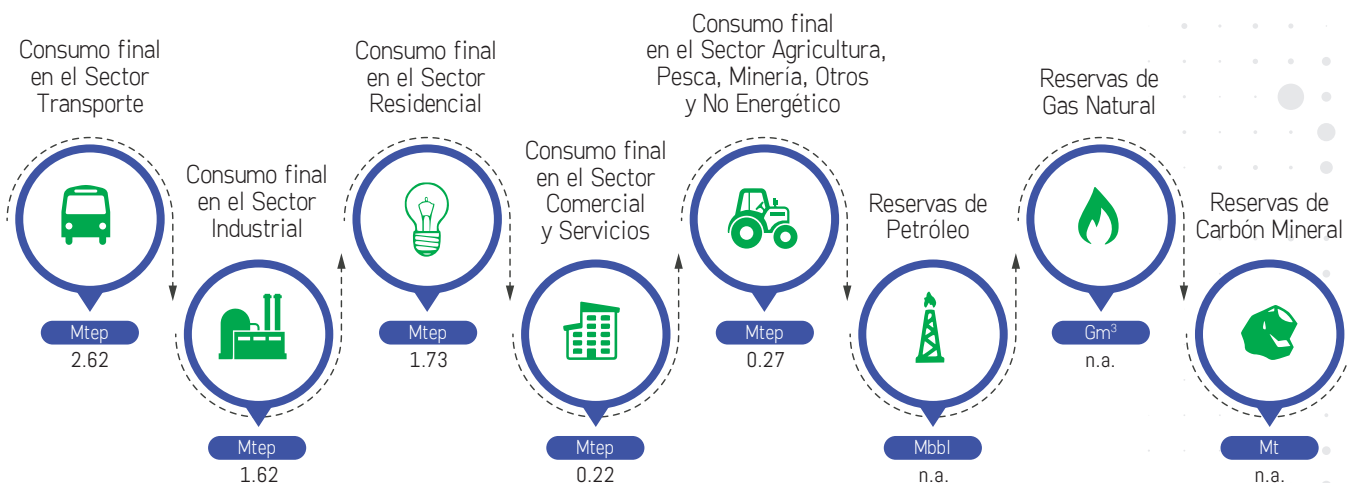 Consumo final
en el Sector
Transporte
Mtep
2.62
Consumo final
en el Sector
Industrial
Mtep
1.62
Consumo final
en el Sector
Residencial
Mtep
1.73
Consumo final
en el Sector
Comercial
y Servicios
Mtep
0.22
Consumo final
en el Sector Agricultura,
Pesca, Minería, Otros
y No Energético
Mtep
0.27
Reservas de
Petróleo
Mbbl
n.a.
Reservas de
Gas Natural
Gm³
n.a.
Reservas de
Carbón Mineral
Mt
n.a.